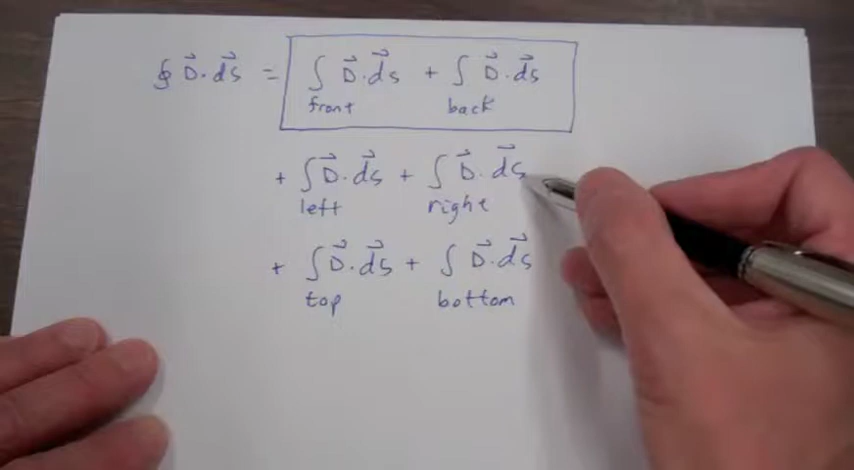 ∮ D⃗·ds⃗ = ∫ D⃗·ds⃗ + ∫ D⃗·ds⃗
front back
+ ∫ D⃗·ds⃗ + ∫ D⃗·ds⃗
left right
+ ∫ D⃗·ds⃗ + ∫ D⃗·ds⃗
top bottom